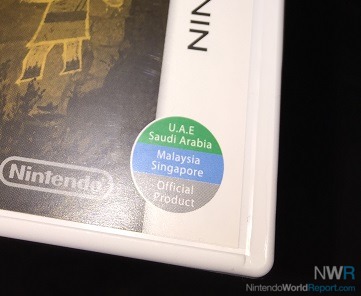 NIN
U.A.E
Saudi Arabia
Malaysia
Singapore
Official
Product
Nintendo
NWR
NintendoWorldReport.com